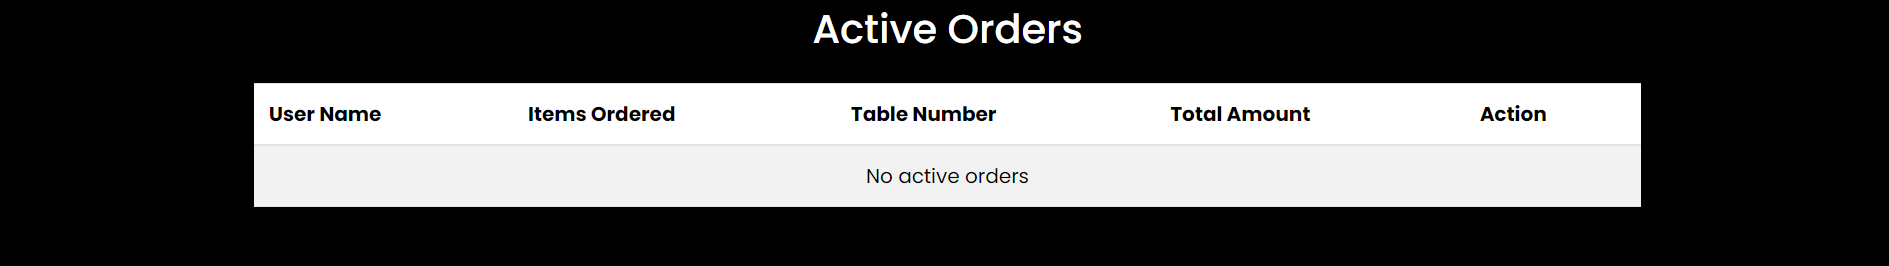 Active Orders
User Name Items Ordered Table Number Total Amount Action
No active orders